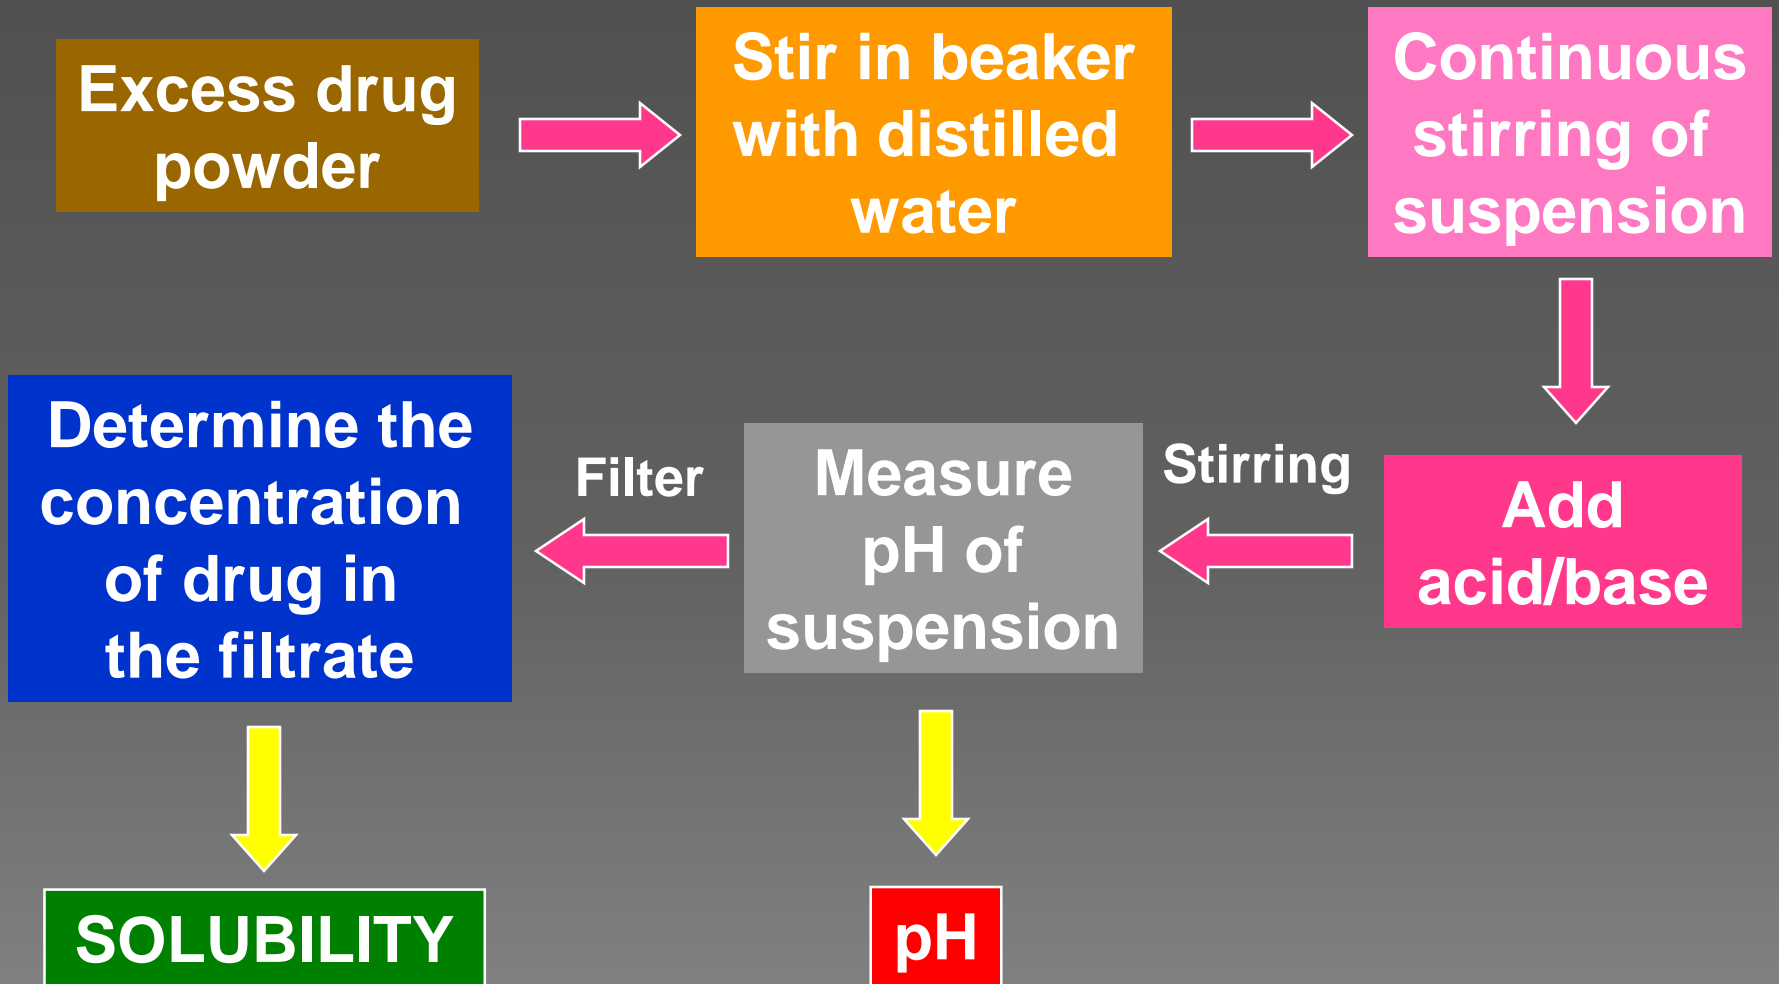 Excess drug
powder
Stir in beaker
with distilled
water
Continuous
stirring of
suspension
Add
acid/base
Stirring
Measure
pH of
suspension
Filter
Determine the
concentration
of drug in
the filtrate
SOLUBILITY
pH